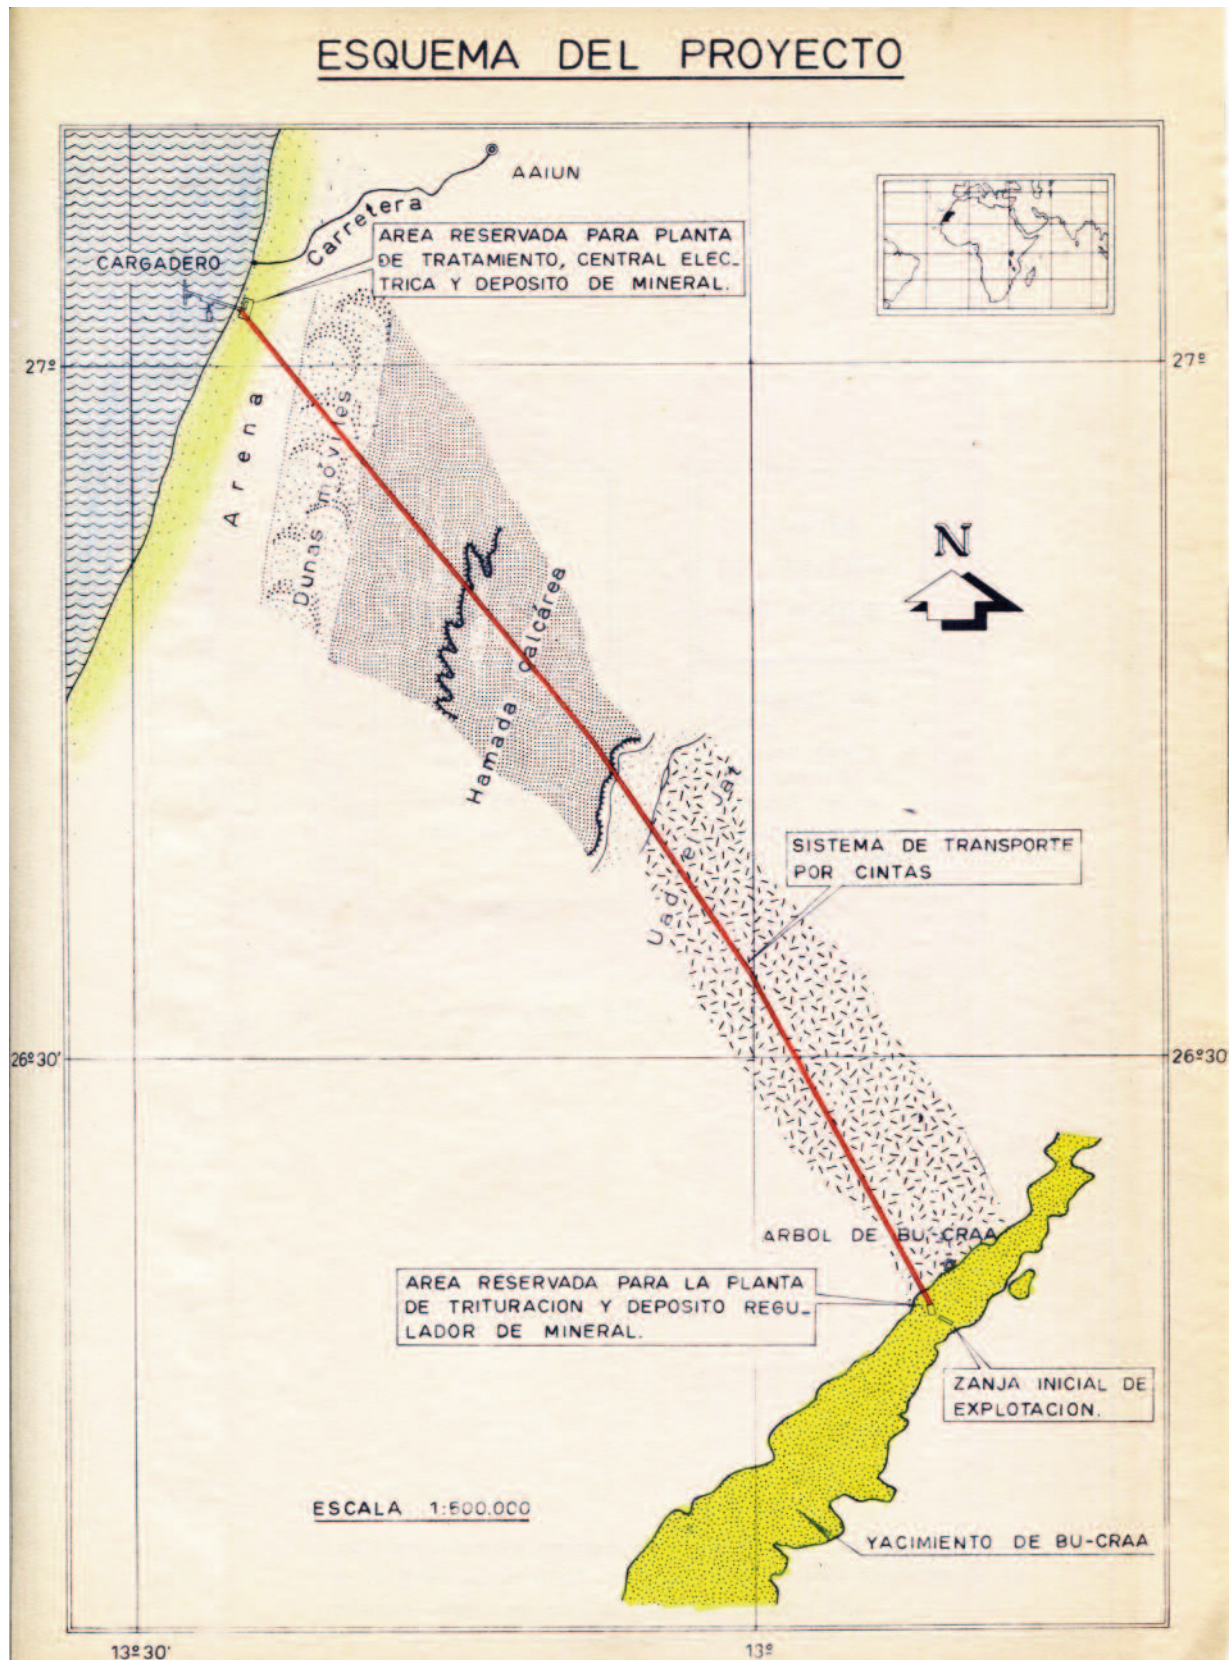 ESQUEMA DEL PROYECTO
AAIUN
Carretera
CARGADERO
AREA RESERVADA PARA PLANTA
DE TRATAMIENTO, CENTRAL ELEC_
TRICA Y DEPOSITO DE MINERAL.
27º
27º
Arena
Dunas móviles
N
Hamada calcárea
Uad el Jat
SISTEMA DE TRANSPORTE
POR CINTAS
26º30'
26º30'
ARBOL DE BU-CRAA
AREA RESERVADA PARA LA PLANTA
DE TRITURACION Y DEPOSITO REGU_
LADOR DE MINERAL.
ZANJA INICIAL DE
EXPLOTACION.
ESCALA 1:500.000
YACIMIENTO DE BU-CRAA
13º30'
13º